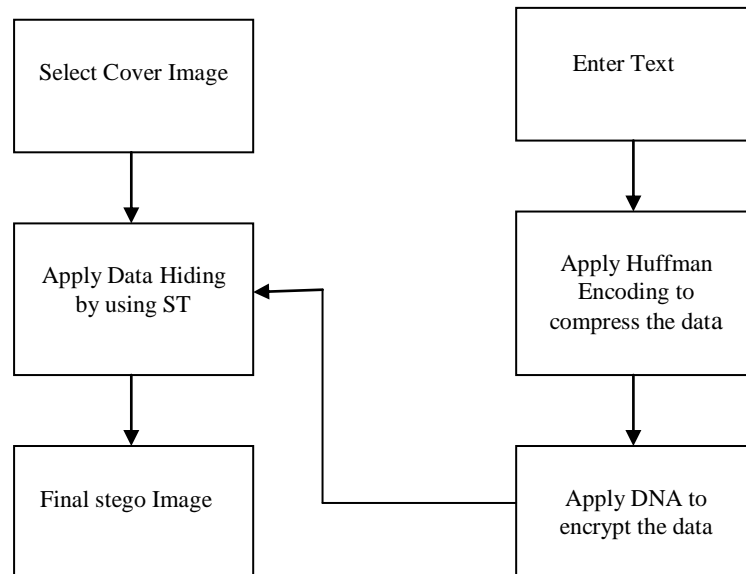 Select Cover Image
Enter Text
Apply Data Hiding
by using ST
Apply Huffman
Encoding to
compress the data
Final stego Image
Apply DNA to
encrypt the data